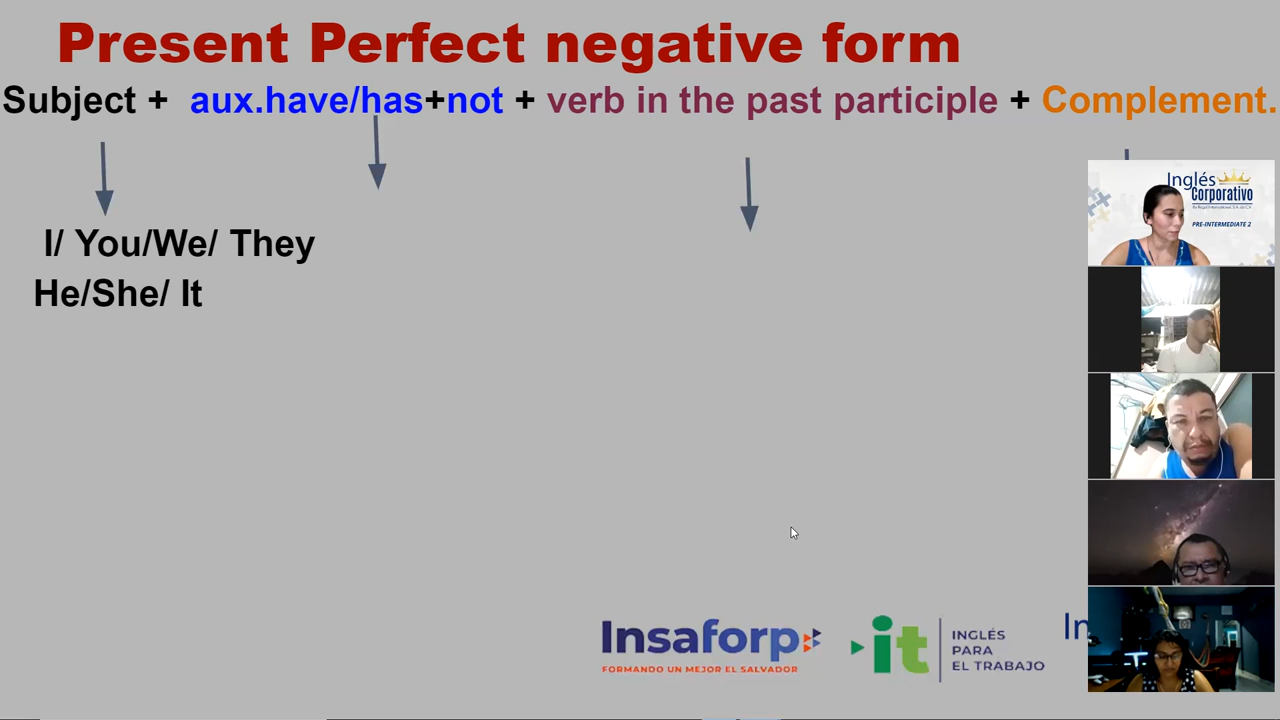 Present Perfect negative form
Subject + aux.have/has+not + verb in the past participle + Complement.
I/ You/We/ They
He/She/ It
Inglés
Corporativo
PRE-INTERMEDIATE 2
Insaforp
FORMANDO UN MEJOR EL SALVADOR
it
INGLÉS
PARA
EL TRABAJO
In